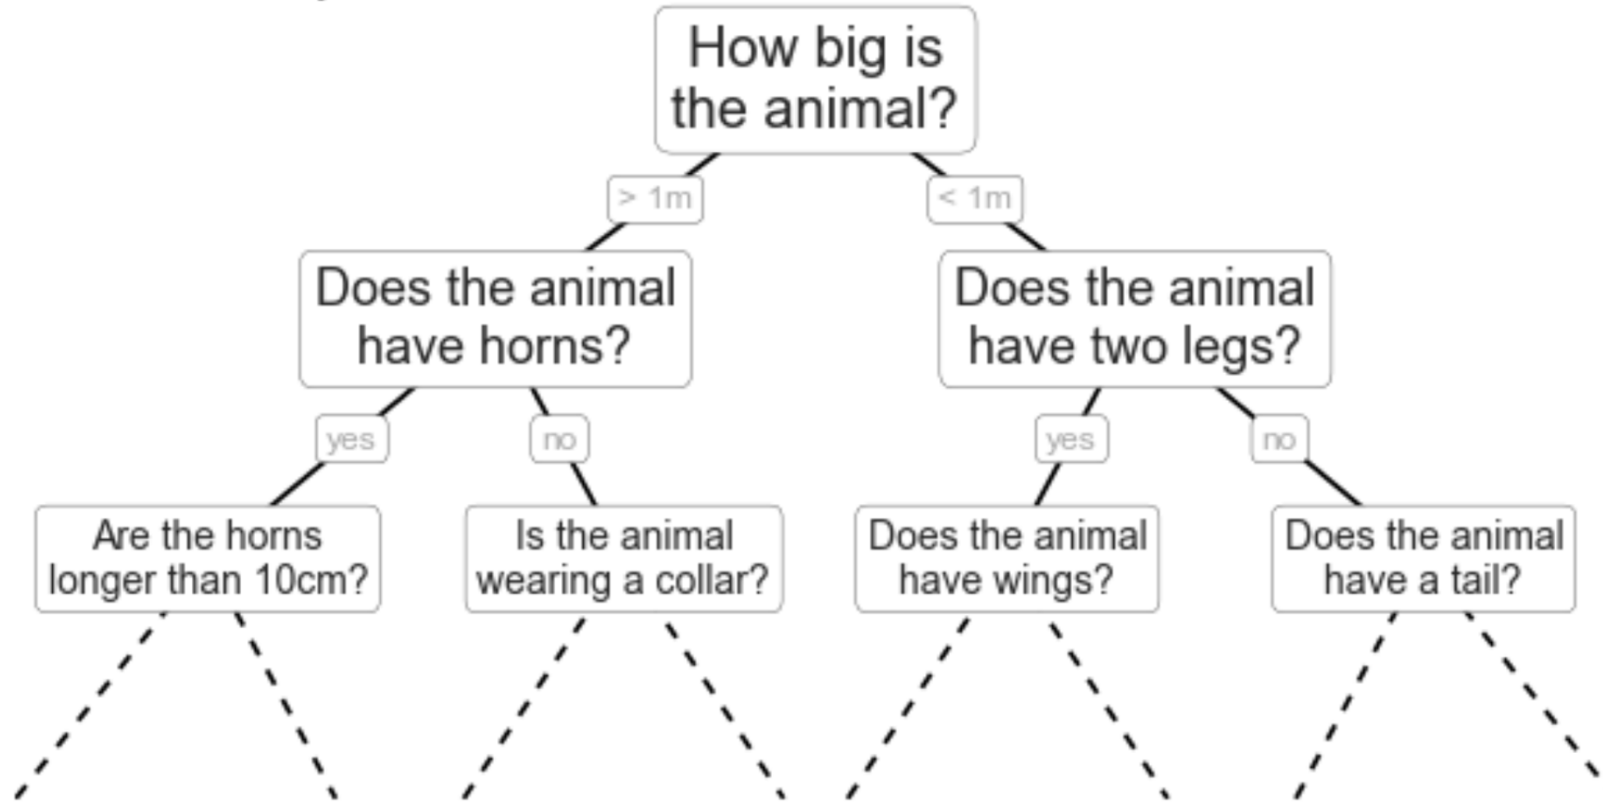 How big is
the animal?
> 1m
< 1m
Does the animal
have horns?
Does the animal
have two legs?
yes
no
yes
no
Are the horns
longer than 10cm?
Is the animal
wearing a collar?
Does the animal
have wings?
Does the animal
have a tail?